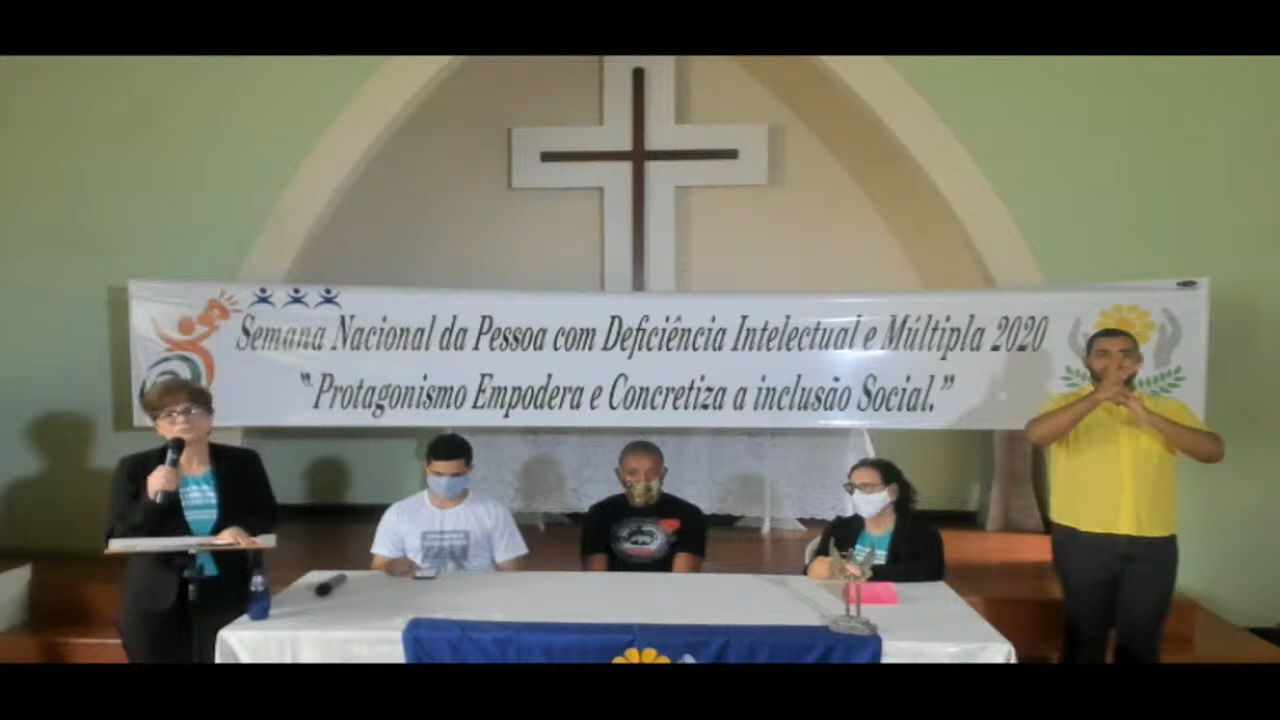 Semana Nacional da Pessoa com Deficiência Intelectual e Múltipla 2020
"Protagonismo Empodera e Concretiza a inclusão Social."